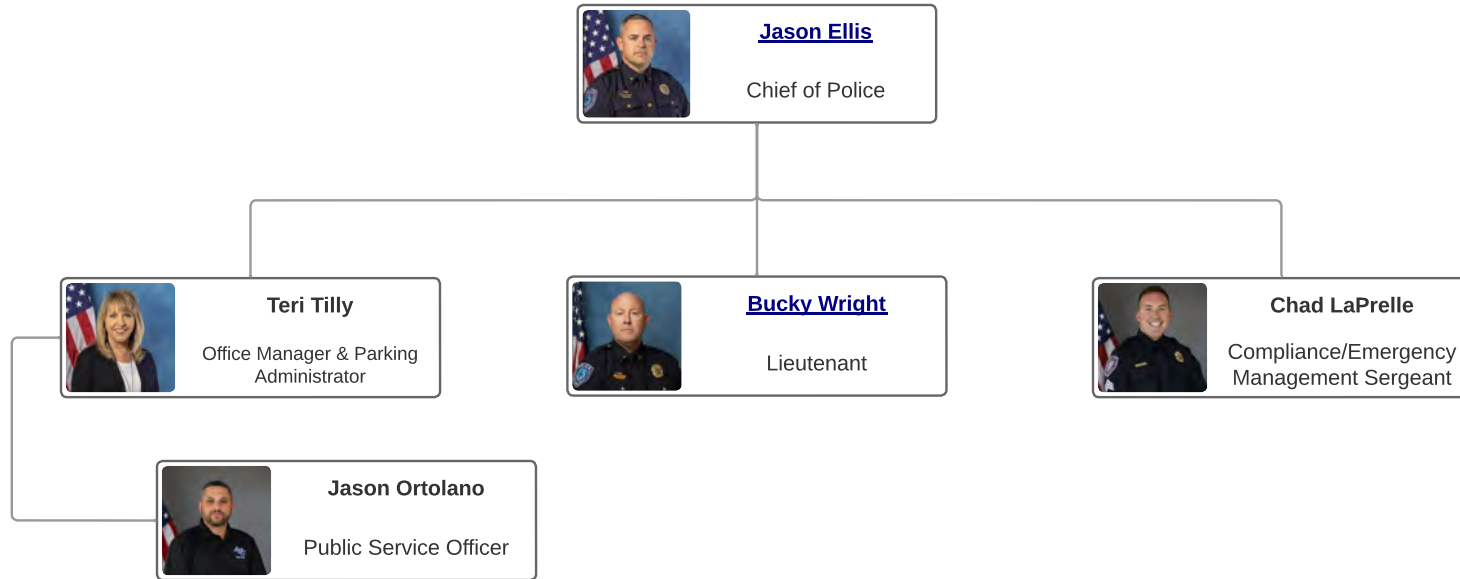 Jason Ellis
Chief of Police
Teri Tilly
Office Manager & Parking
Administrator
Bucky Wright
Lieutenant
Chad LaPrelle
Compliance/Emergency
Management Sergeant
Jason Ortolano
Public Service Officer